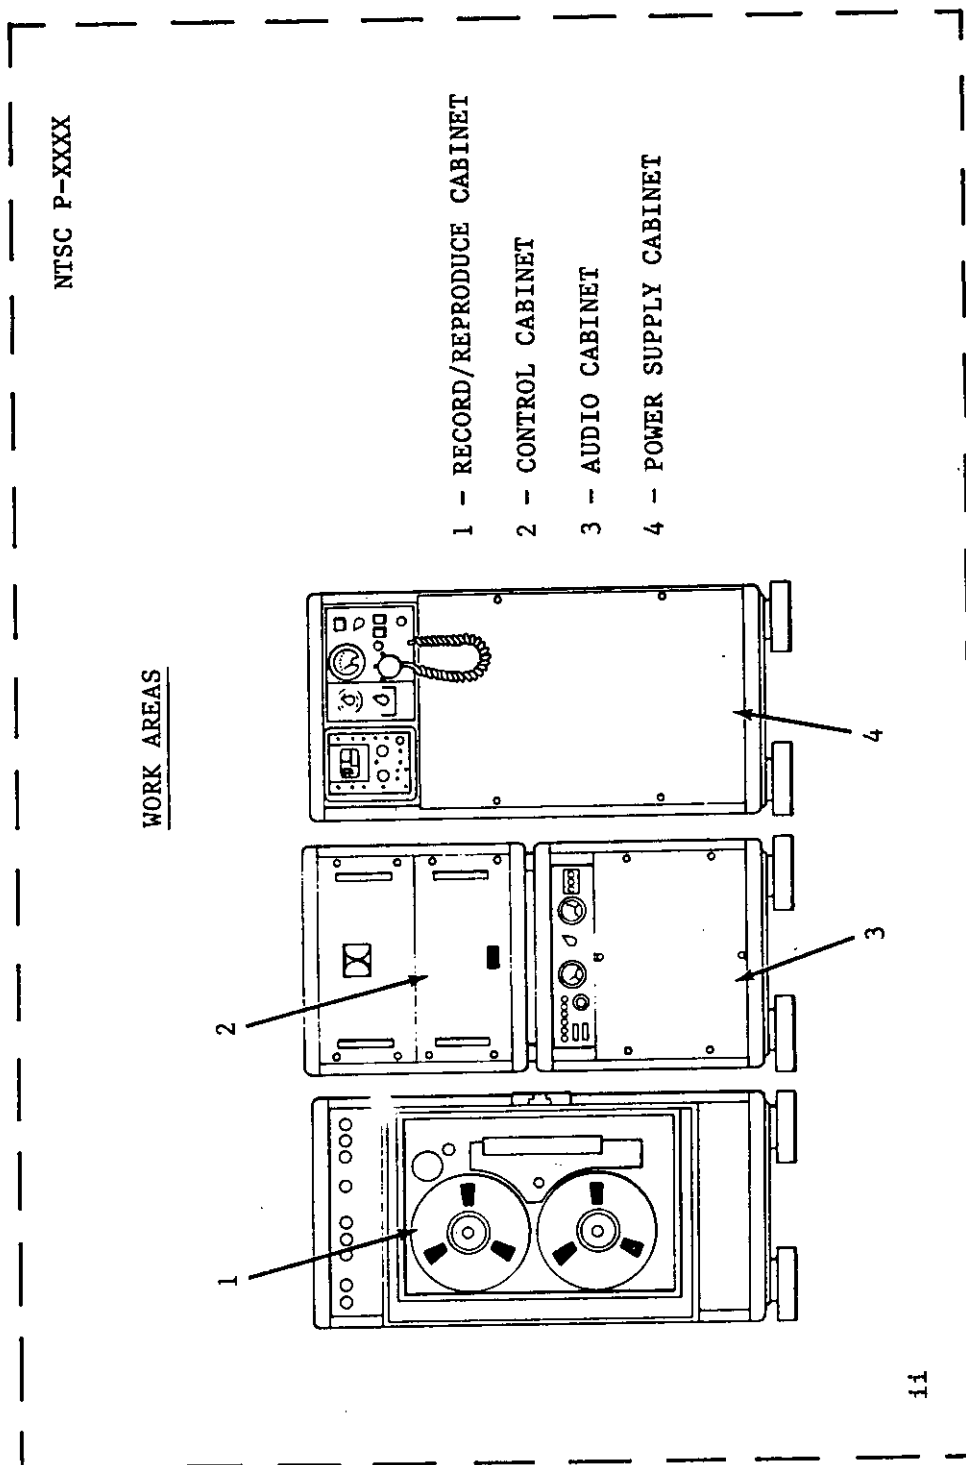 NTSC P-XXXX
WORK AREAS
2
1
3
4
1 - RECORD/REPRODUCE CABINET
2 - CONTROL CABINET
3 - AUDIO CABINET
4 - POWER SUPPLY CABINET
ii